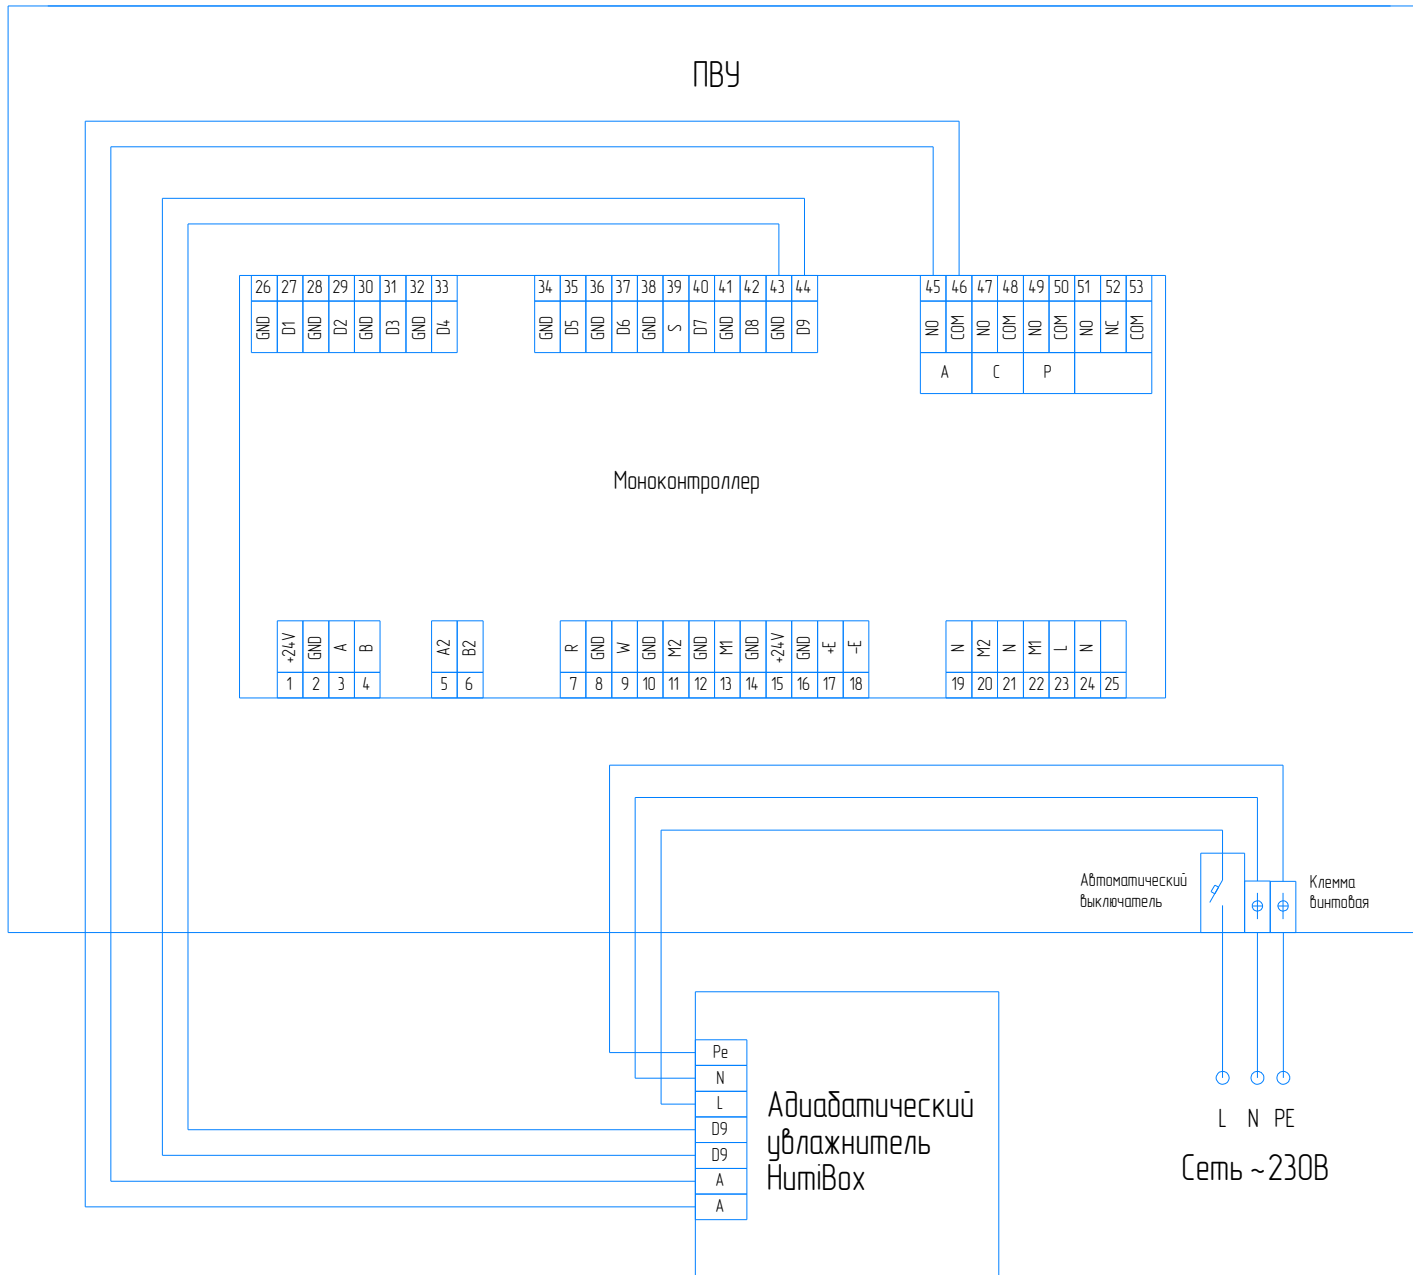 ПВУ
26 27 28 29 30 31 32 33 34 35 36 37 38 39 40 41 42 43 44 45 46 47 48 49 50 51 52 53
GND D1 GND D2 GND D3 GND D4 GND D5 GND D6 GND S D7 GND D8 GND D9 NO COM NO COM NO COM NO NC COM
A C P
Моноконтроллер
+24V GND A B A2 B2 R GND W GND M2 GND M1 GND +24V GND +E -E N M2 N M1 L N
1 2 3 4 5 6 7 8 9 10 11 12 13 14 15 16 17 18 19 20 21 22 23 24 25
Автоматический
выключатель
Клемма
винтовая
Pe
N
L
D9
D9
A
A
Адиабатический
увлажнитель
HumiBox
L N PE
Сеть ~230В